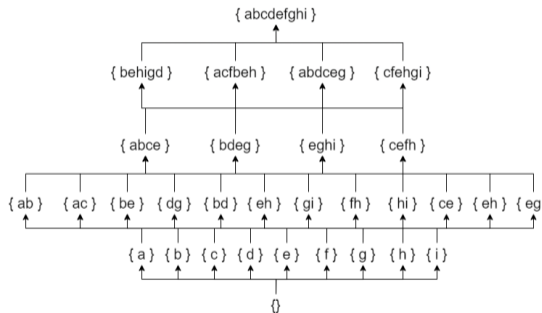 { abcdefghi }
{ behigd } { acfbeh } { abdceg } { cfehgi }
{ abce } { bdeg } { eghi } { cefh }
{ ab } { ac } { be } { dg } { bd } { eh } { gi } { fh } { hi } { ce } { eh } { eg }
{ a } { b } { c } { d } { e } { f } { g } { h } { i }
{}